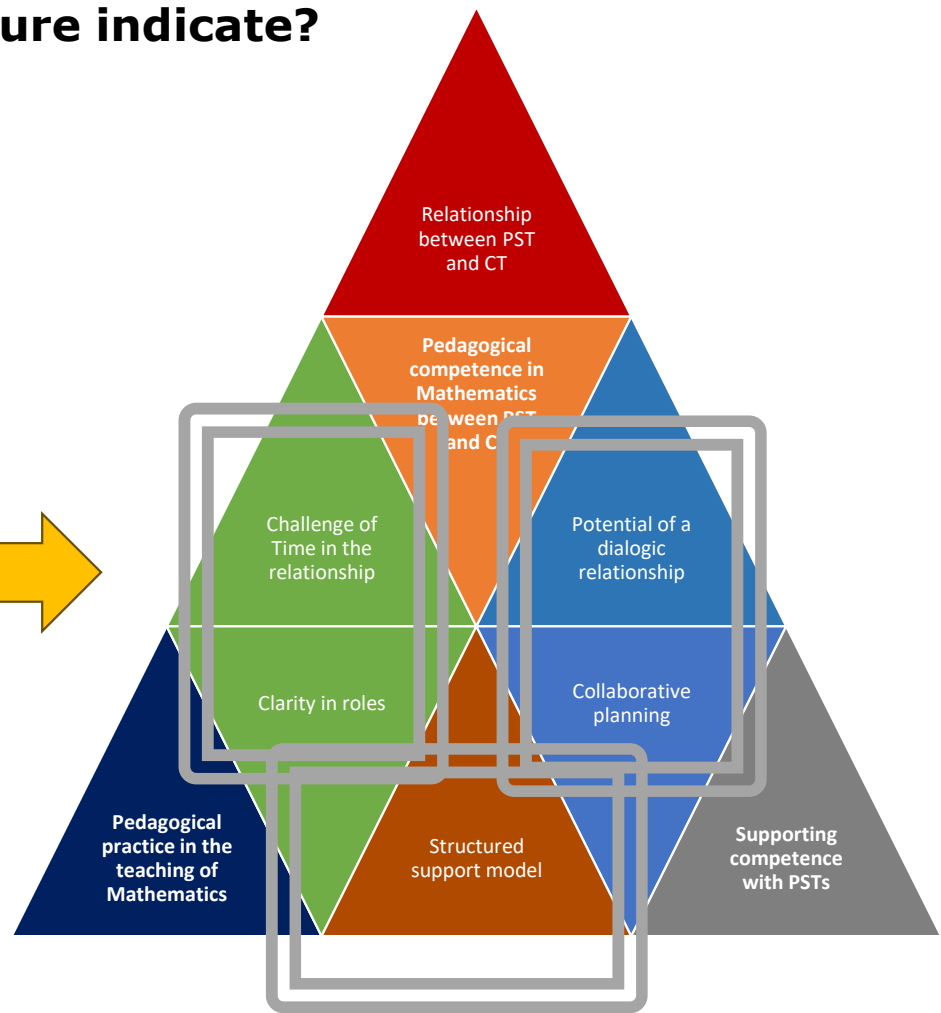 ure indicate?
Relationship
between PST
and CT
Pedagogical
competence in
Mathematics
between PST
and C
Challenge of
Time in the
relationship
Potential of a
dialogic
relationship
Clarity in roles
Collaborative
planning
Pedagogical
practice in the
teaching of
Mathematics
Structured
support model
Supporting
competence
with PSTs